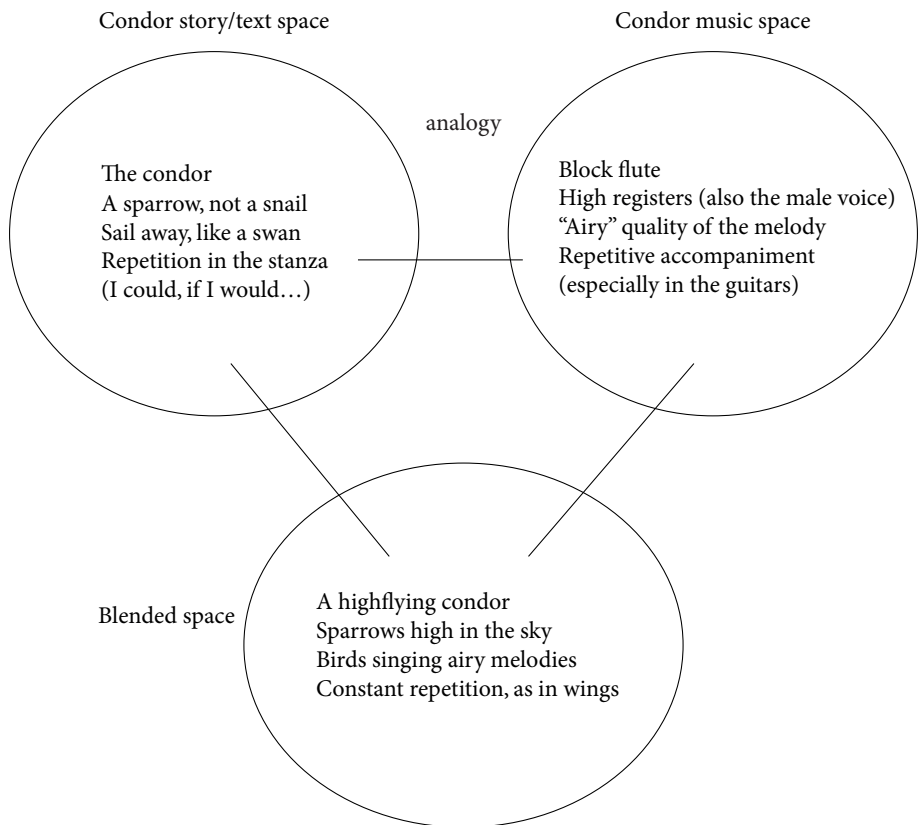 Condor story/text space
Condor music space
analogy
The condor
A sparrow, not a snail
Sail away, like a swan
Repetition in the stanza
(I could, if I would…)
Block flute
High registers (also the male voice)
“Airy” quality of the melody
Repetitive accompaniment
(especially in the guitars)
Blended space
A highflying condor
Sparrows high in the sky
Birds singing airy melodies
Constant repetition, as in wings